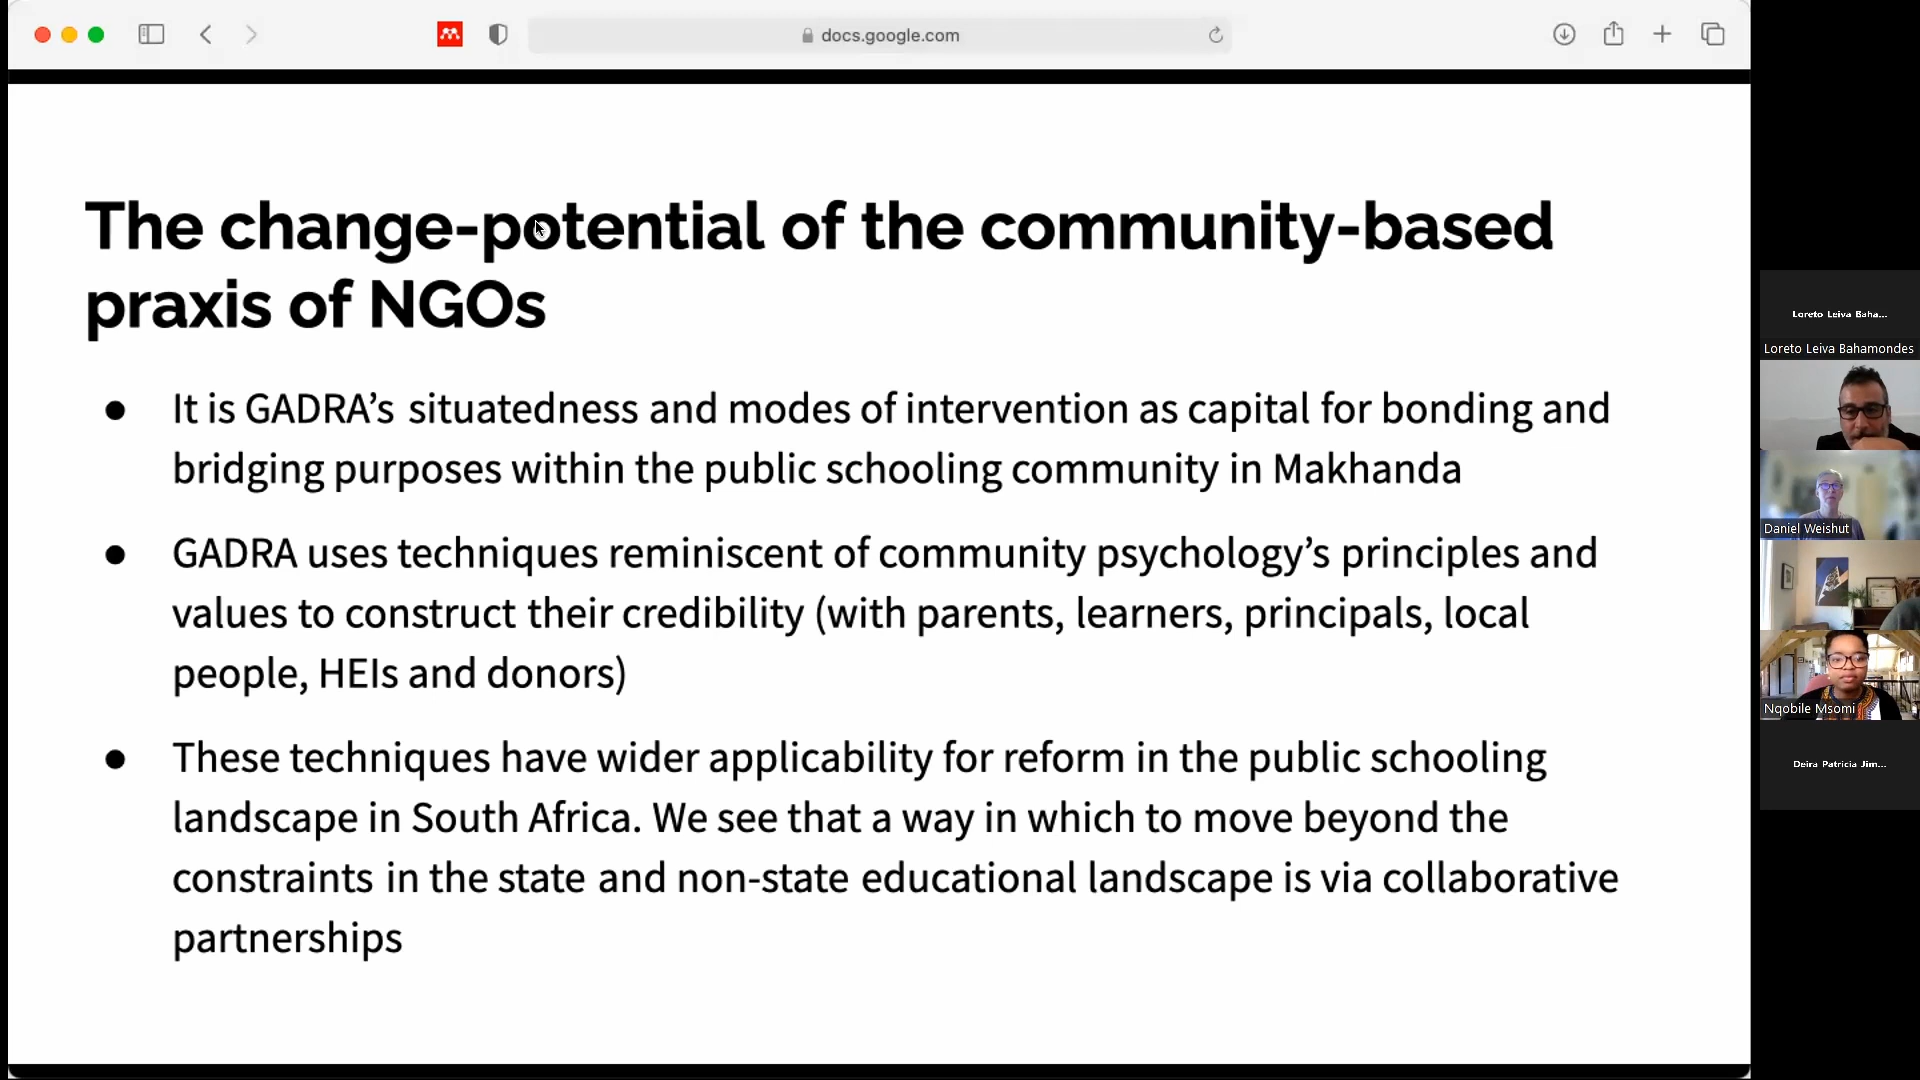 docs.google.com
The change-potential of the community-based
praxis of NGOs
● It is GADRA’s situatedness and modes of intervention as capital for bonding and
bridging purposes within the public schooling community in Makhanda
● GADRA uses techniques reminiscent of community psychology’s principles and
values to construct their credibility (with parents, learners, principals, local
people, HEIs and donors)
● These techniques have wider applicability for reform in the public schooling
landscape in South Africa. We see that a way in which to move beyond the
constraints in the state and non-state educational landscape is via collaborative
partnerships
Loreto Leiva Baha...
Loreto Leiva Bahamondes
Daniel Weishut
Nqobile Msomi
Deira Patricia Jim...